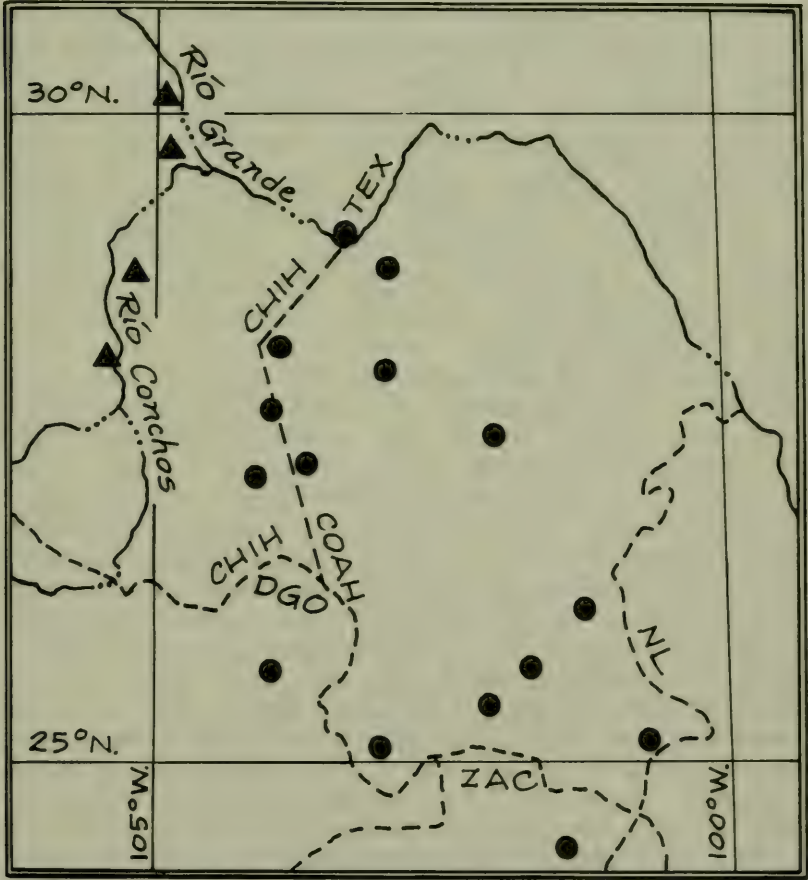 Río Grande
30°N.
TEX
CHIH
Río Conchos
COAH
CHIH
DGO
NL
25°N.
ZAC
105°W.
100°W.